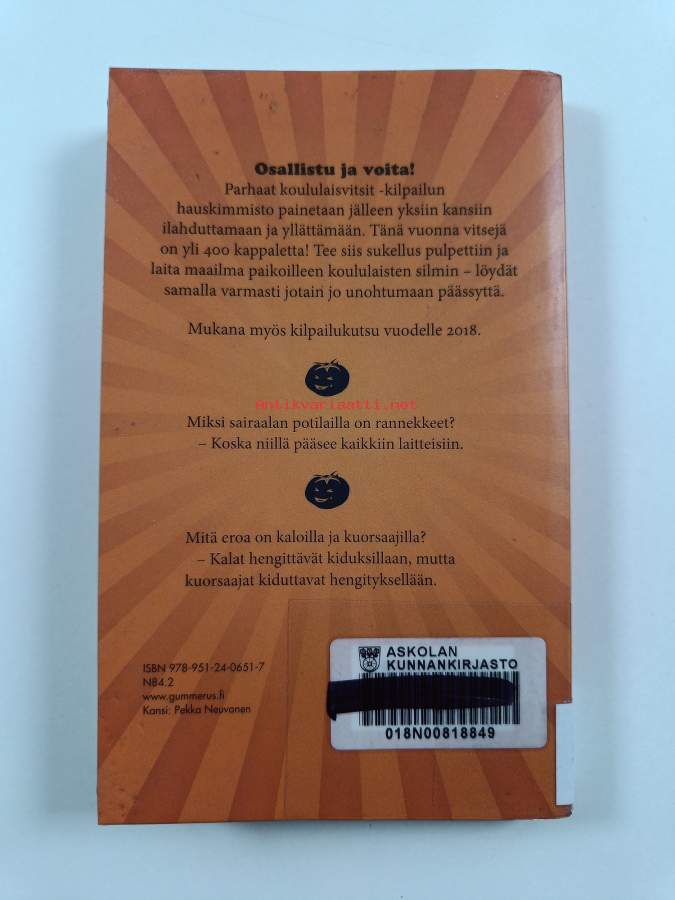 Osallistu ja voita!
Parhaat koululaisvitsit -kilpailun
hauskimmisto painetaan jälleen yksiin kansiin
ilahduttamaan ja yllättämään. Tänä vuonna vitsejä
on yli 400 kappaletta! Tee siis sukellus pulpettiin ja
laita maailma paikoilleen koululaisten silmin – löydät
samalla varmasti jotain jo unohtumaan päässyttä.
Mukana myös kilpailukutsu vuodelle 2018.
antikvariaatti.net
Miksi sairaalan potilailla on rannekkeet?
– Koska niillä pääsee kaikkiin laitteisiin.
Mitä eroa on kaloilla ja kuorsaajilla?
– Kalat hengittävät kiduksillaan, mutta
kuorsaajat kiduttavat hengityksellään.
ISBN 978-951-24-0651-7
N84.2
www.gummerus.fi
Kansi: Pekka Neuvonen
ASKOLAN
KUNNANKIRJASTO
018N00818849